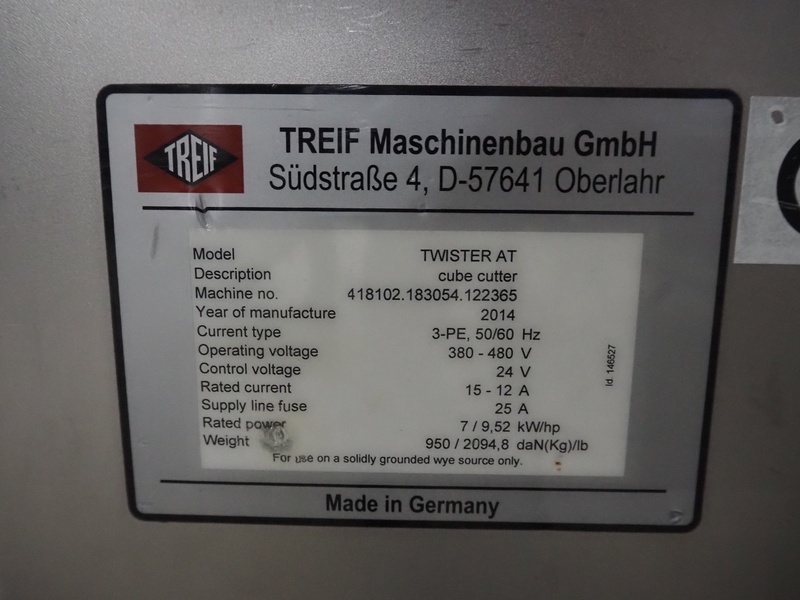 TREIF
TREIF Maschinenbau GmbH
Südstraße 4, D-57641 Oberlahr
Model TWISTER AT
Description cube cutter
Machine no. 418102.183054.122365
Year of manufacture 2014
Current type 3-PE, 50/60 Hz
Operating voltage 380 - 480 V
Control voltage 24 V
Rated current 15 - 12 A
Supply line fuse 25 A
Rated power 7 / 9,52 kW/hp
Weight 950 / 2094,8 daN(Kg)/lb
For use on a solidly grounded wye source only.
Id. 146527
Made in Germany